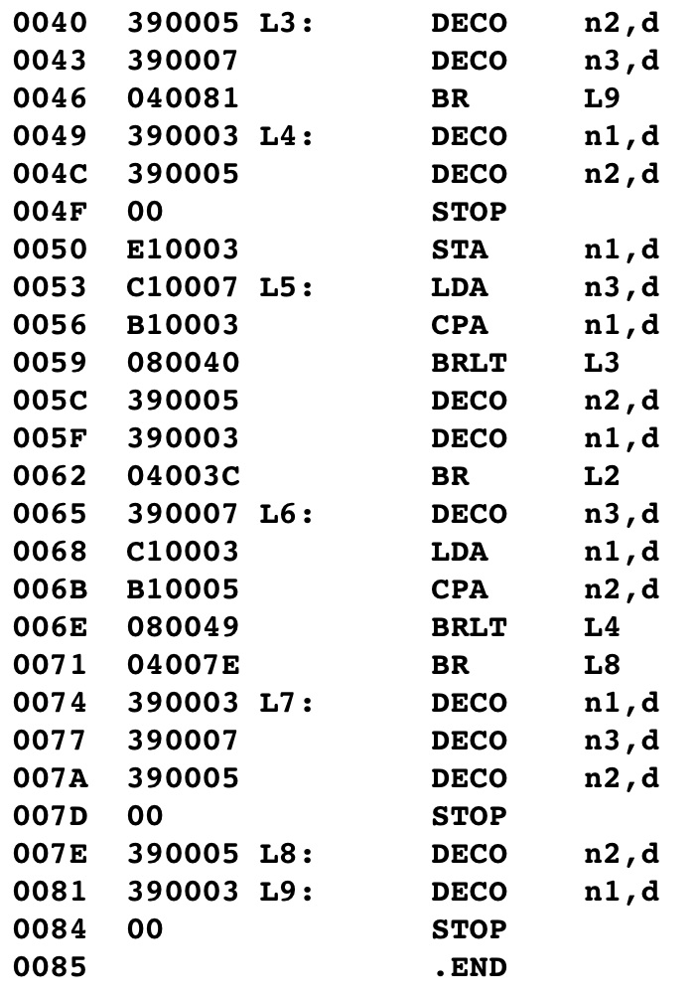 0040 390005 L3: DECO n2,d
0043 390007 DECO n3,d
0046 040081 BR L9
0049 390003 L4: DECO n1,d
004C 390005 DECO n2,d
004F 00 STOP
0050 E10003 STA n1,d
0053 C10007 L5: LDA n3,d
0056 B10003 CPA n1,d
0059 080040 BRLT L3
005C 390005 DECO n2,d
005F 390003 DECO n1,d
0062 04003C BR L2
0065 390007 L6: DECO n3,d
0068 C10003 LDA n1,d
006B B10005 CPA n2,d
006E 080049 BRLT L4
0071 04007E BR L8
0074 390003 L7: DECO n1,d
0077 390007 DECO n3,d
007A 390005 DECO n2,d
007D 00 STOP
007E 390005 L8: DECO n2,d
0081 390003 L9: DECO n1,d
0084 00 STOP
0085 .END